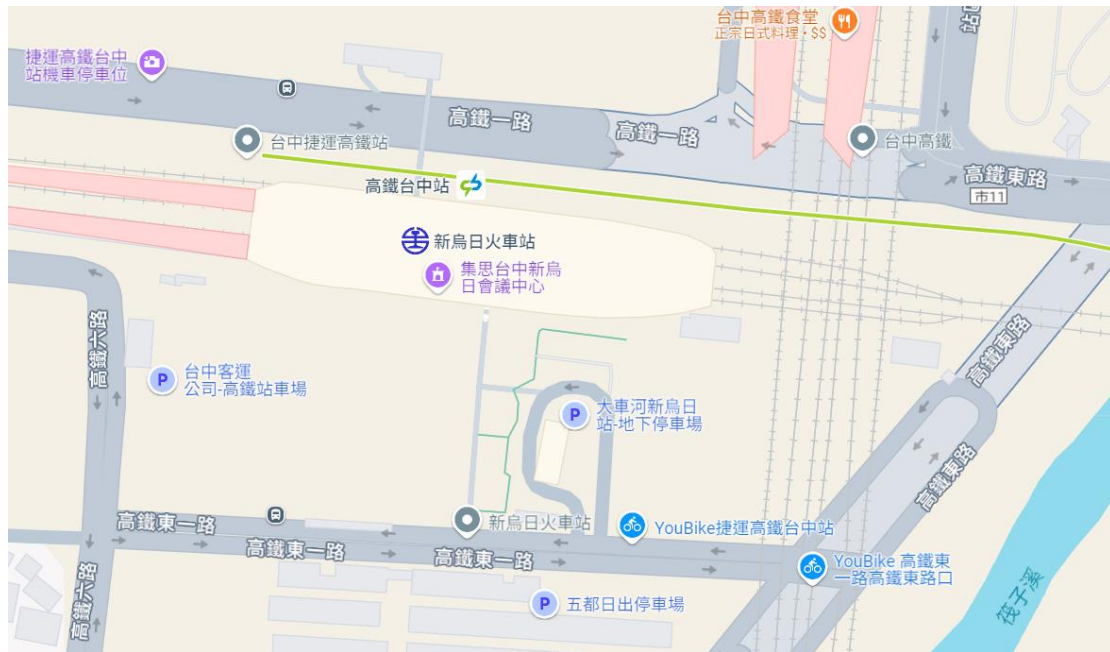 台中高鐵食堂
正宗日式料理・$$
站區
捷運高鐵台中
站機車停車位
高鐵一路
高鐵一路
台中捷運高鐵站
台中高鐵
高鐵東路
市11
高鐵台中站
新烏日火車站
集思台中新烏
日會議中心
高鐵六路
高鐵東路
台中客運
公司-高鐵站車場
大車河新烏日
站-地下停車場
高鐵東路
高鐵東一路
新烏日火車站
YouBike捷運高鐵台中站
高鐵東一路
高鐵東一路
YouBike 高鐵東
一路高鐵東路口
高鐵六路
五都日出停車場
筏子溪